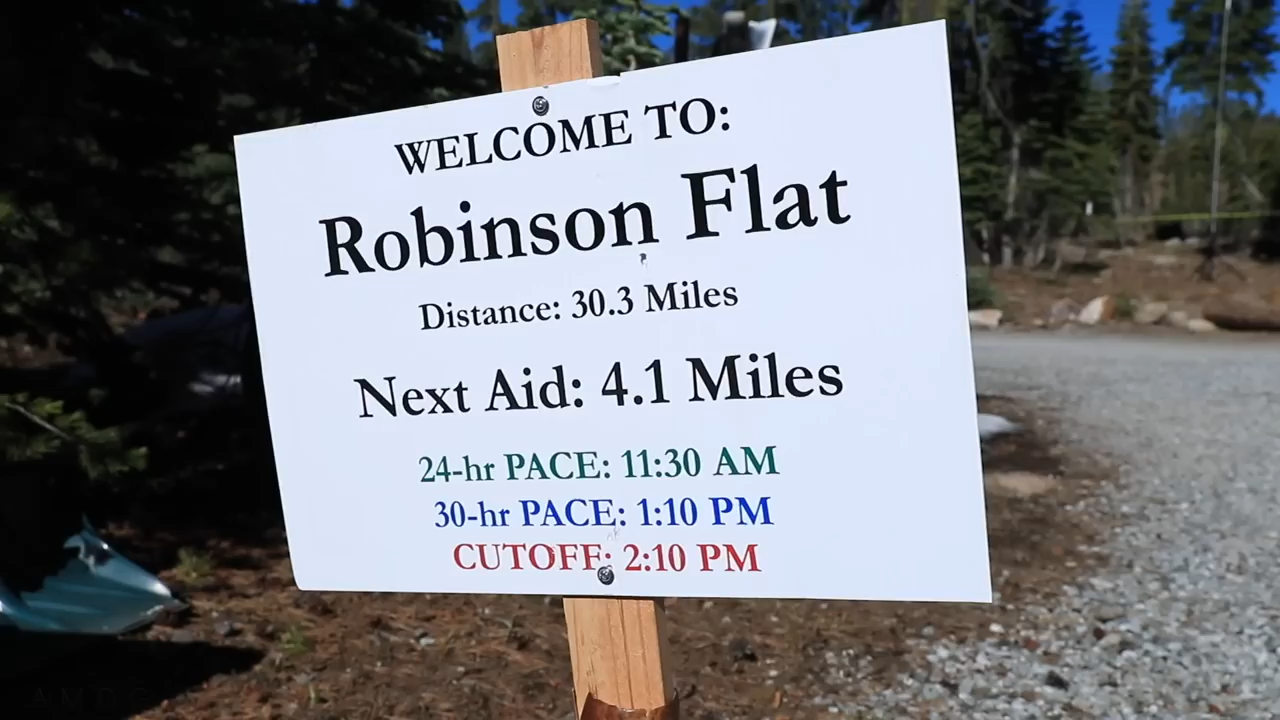 WELCOME TO:
Robinson Flat
Distance: 30.3 Miles
Next Aid: 4.1 Miles
24-hr PACE: 11:30 AM
30-hr PACE: 1:10 PM
CUTOFF: 2:10 PM